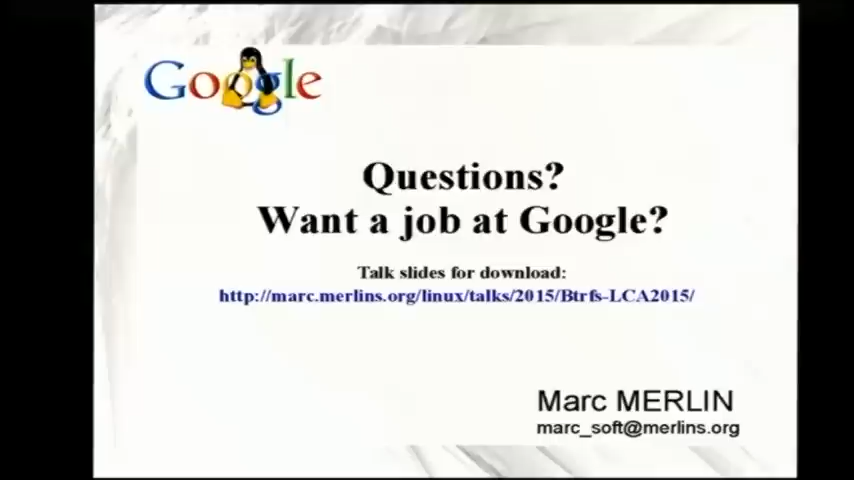 Google
Questions?
Want a job at Google?
Talk slides for download:
http://marc.merlins.org/linux/talks/2015/Btrfs-LCA2015/
Marc MERLIN
marc_soft@merlins.org